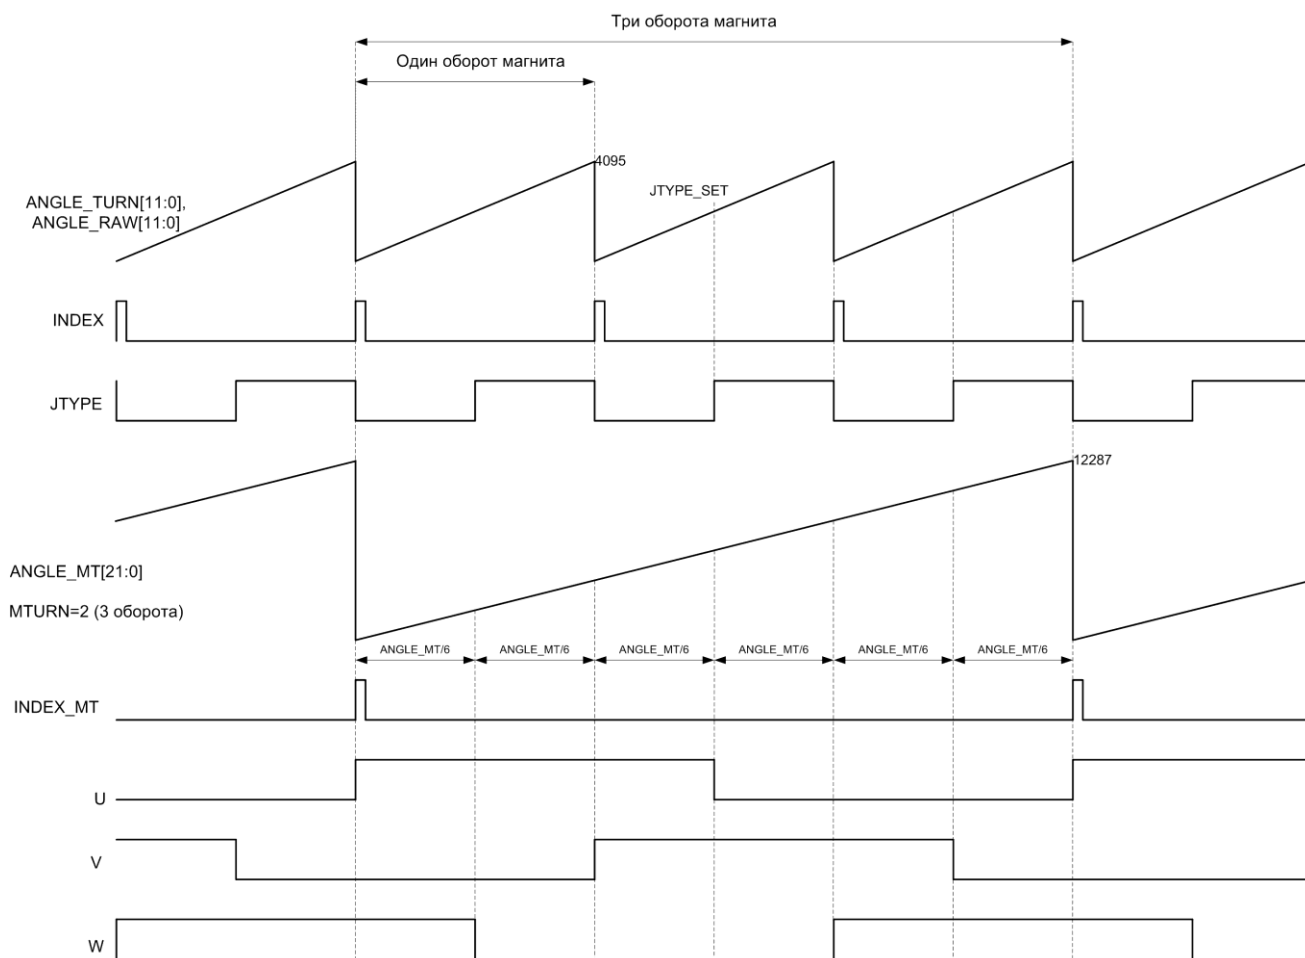 Три оборота магнита
Один оборот магнита
4095
JTYPE_SET
ANGLE_TURN[11:0],
ANGLE_RAW[11:0]
INDEX
JTYPE
12287
ANGLE_MT[21:0]
MTURN=2 (3 оборота)
ANGLE_MT/6 ANGLE_MT/6 ANGLE_MT/6 ANGLE_MT/6 ANGLE_MT/6 ANGLE_MT/6
INDEX_MT
U
V
W